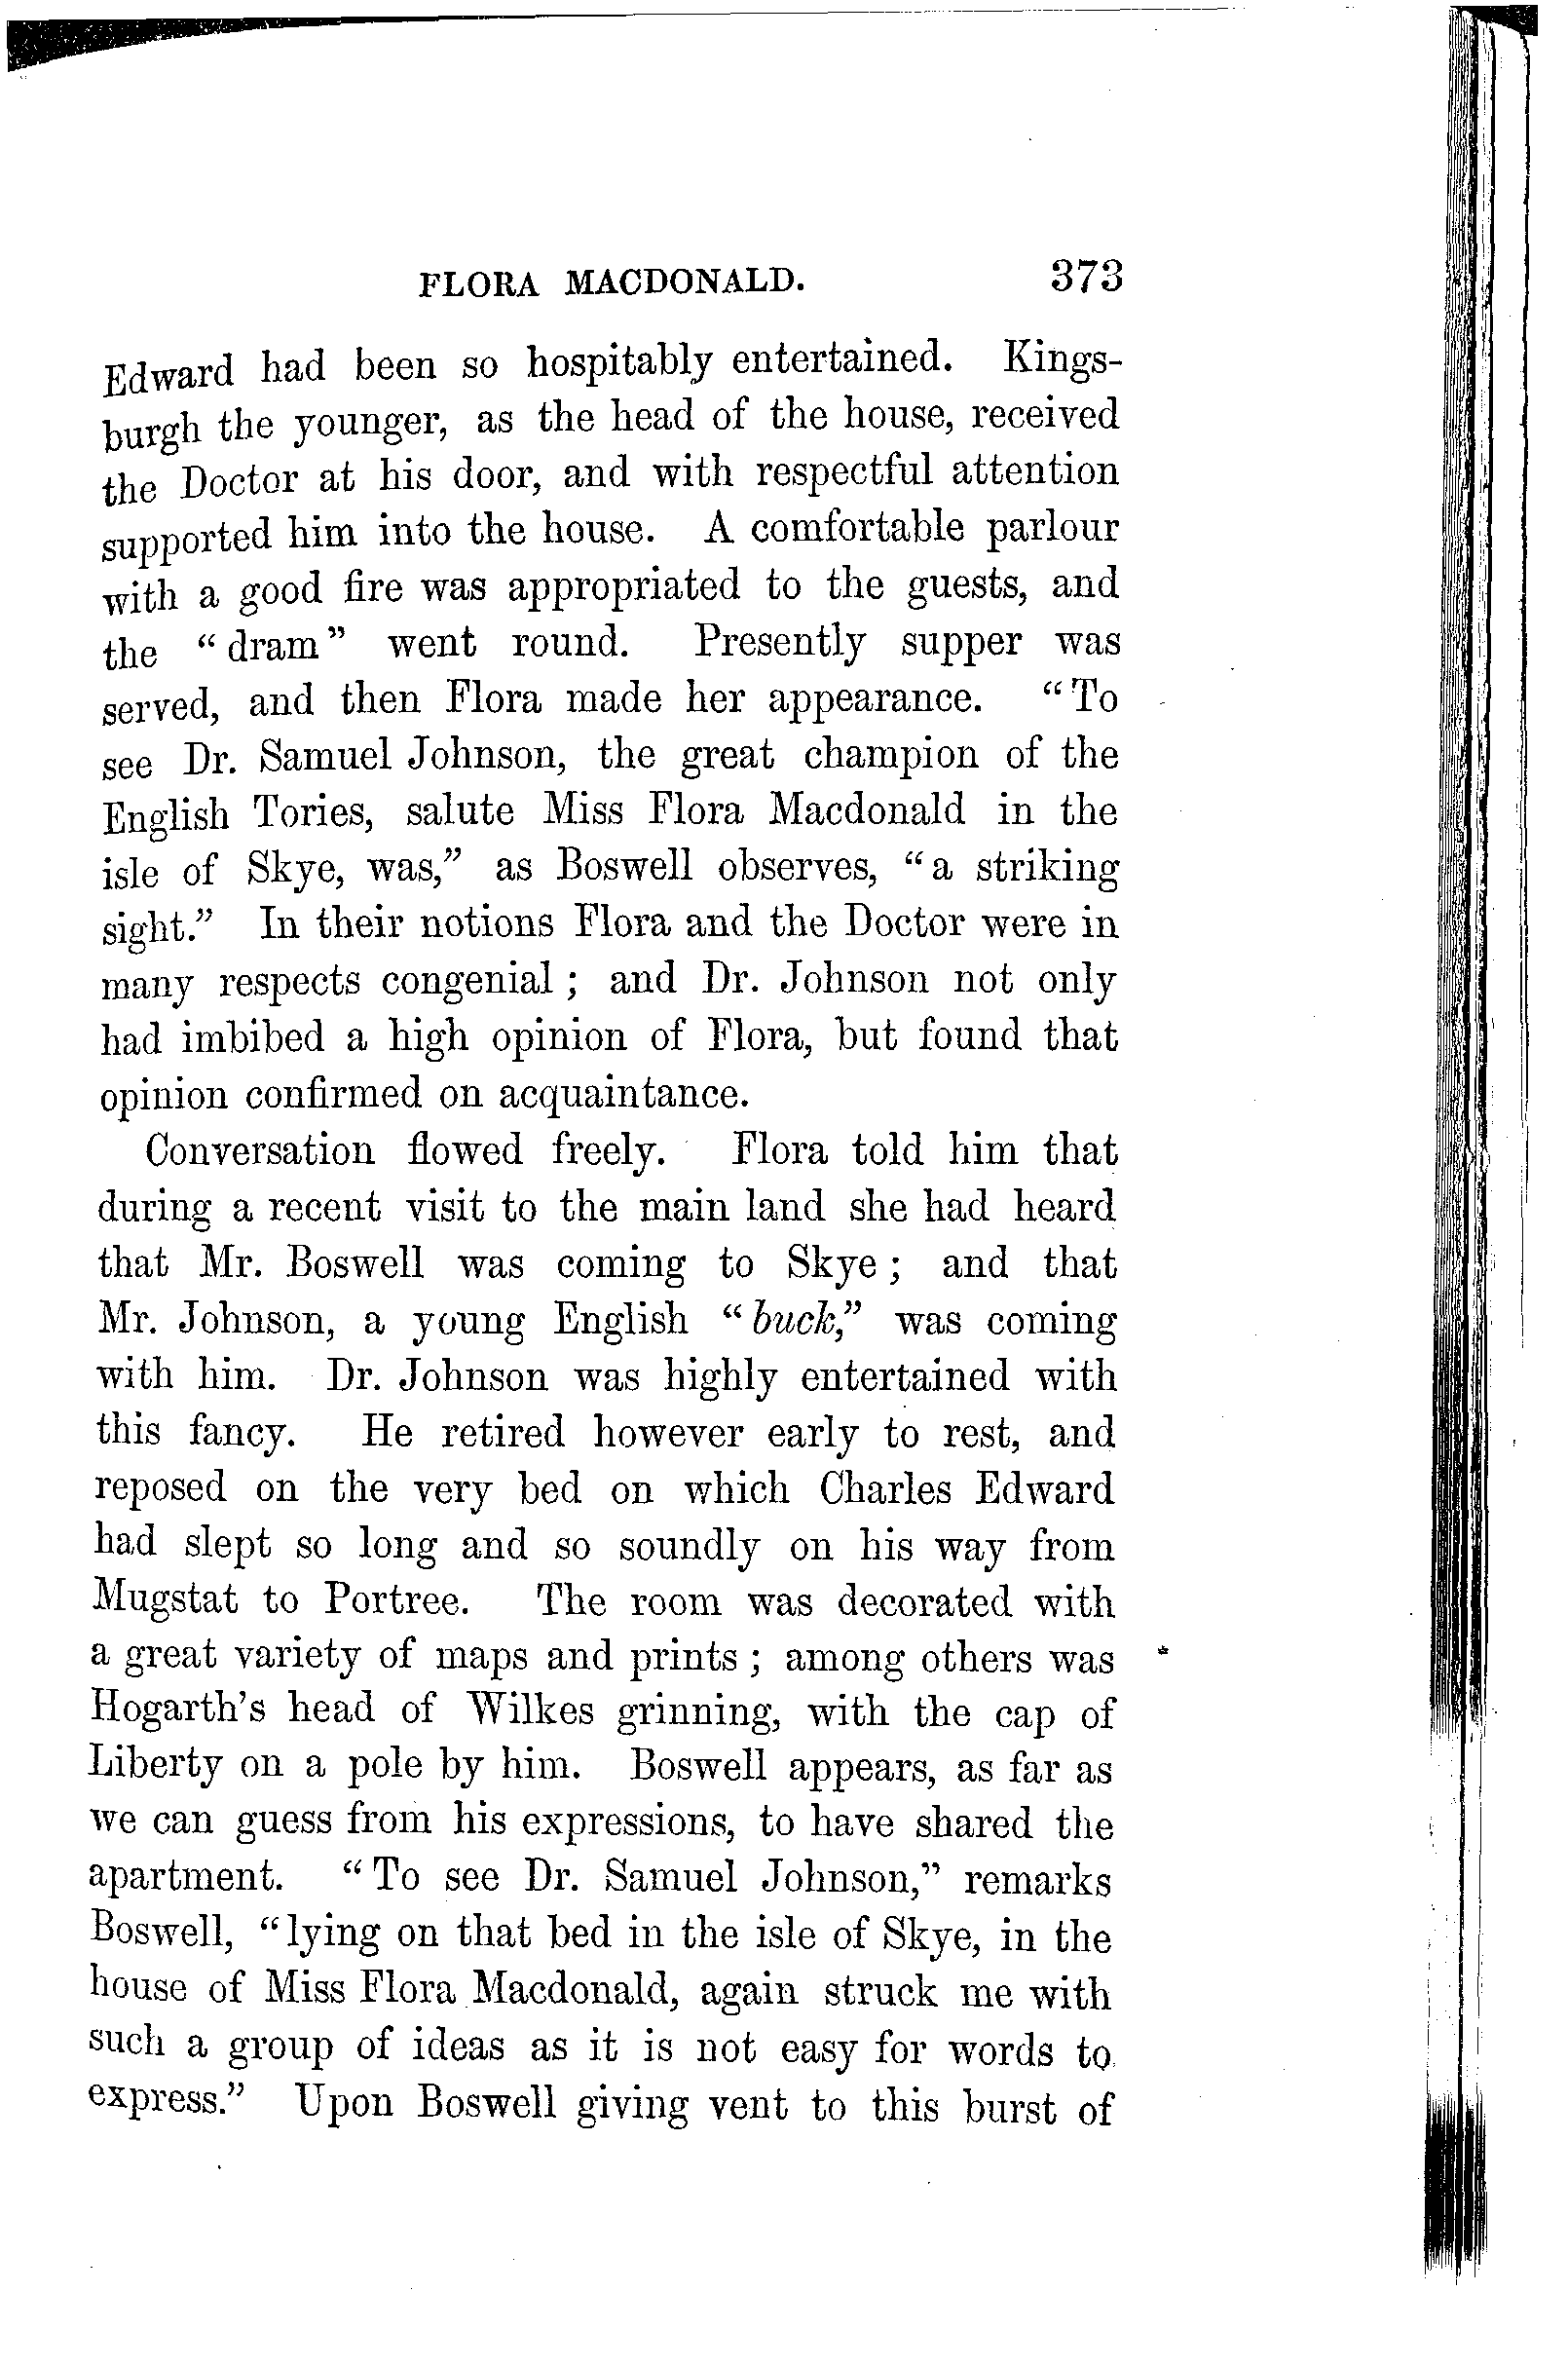 FLORA MACDONALD. 373
Edward had been so hospitably entertained. Kings-
burgh the younger, as the head of the house, received
the Doctor at his door, and with respectful attention
supported him into the house. A comfortable parlour
with a good fire was appropriated to the guests, and
the “dram” went round. Presently supper was
served, and then Flora made her appearance. “To
see Dr. Samuel Johnson, the great champion of the
English Tories, salute Miss Flora Macdonald in the
isle of Skye, was,” as Boswell observes, “a striking
sight.” In their notions Flora and the Doctor were in
many respects congenial; and Dr. Johnson not only
had imbibed a high opinion of Flora, but found that
opinion confirmed on acquaintance.
Conversation flowed freely. Flora told him that
during a recent visit to the main land she had heard
that Mr. Boswell was coming to Skye; and that
Mr. Johnson, a young English “buck,” was coming
with him. Dr. Johnson was highly entertained with
this fancy. He retired however early to rest, and
reposed on the very bed on which Charles Edward
had slept so long and so soundly on his way from
Mugstat to Portree. The room was decorated with
a great variety of maps and prints; among others was
Hogarth’s head of Wilkes grinning, with the cap of
Liberty on a pole by him. Boswell appears, as far as
we can guess from his expressions, to have shared the
apartment. “To see Dr. Samuel Johnson,” remarks
Boswell, “lying on that bed in the isle of Skye, in the
house of Miss Flora Macdonald, again struck me with
such a group of ideas as it is not easy for words to
express.” Upon Boswell giving vent to this burst of